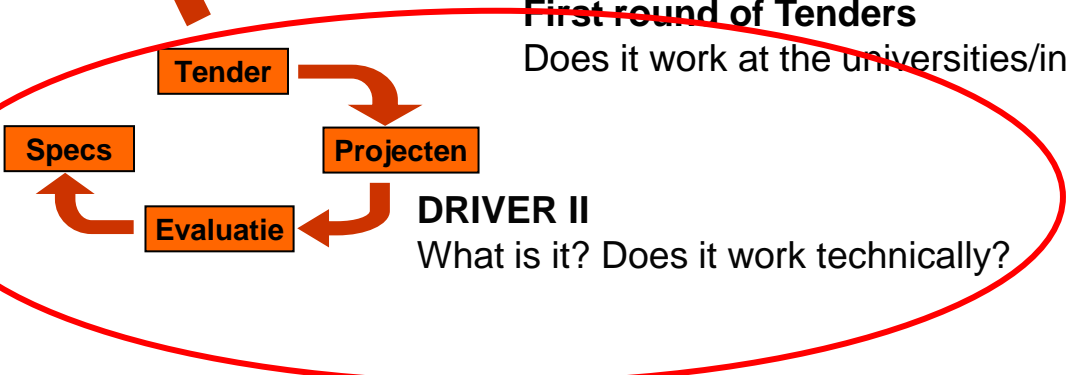 First round of Tenders
Does it work at the universities/in
Tender
Specs
Projecten
Evaluatie
DRIVER II
What is it? Does it work technically?